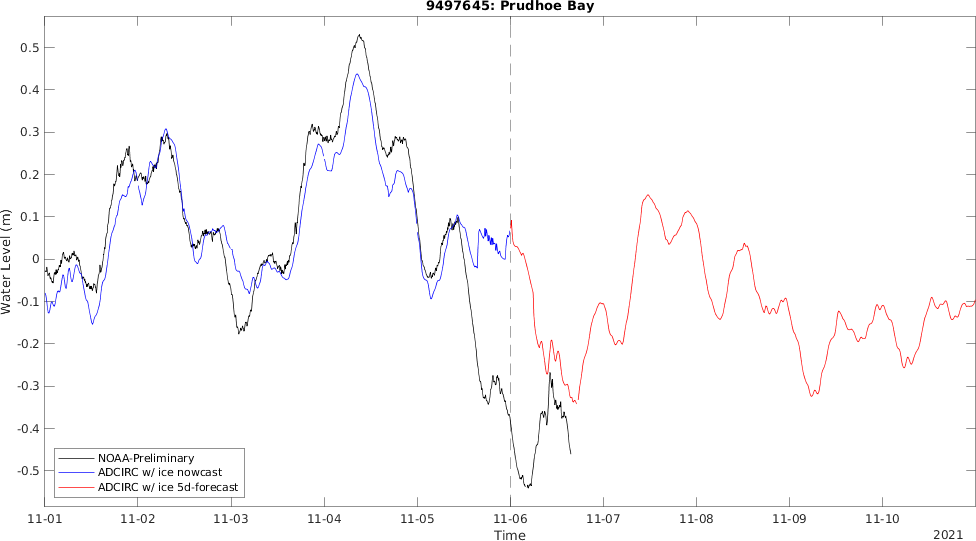 9497645: Prudhoe Bay
Water Level (m)
0.5
0.4
0.3
0.2
0.1
0
-0.1
-0.2
-0.3
-0.4
-0.5
NOAA-Preliminary
ADCIRC w/ ice nowcast
ADCIRC w/ ice 5d-forecast
11-01 11-02 11-03 11-04 11-05 11-06 11-07 11-08 11-09 11-10
Time
2021